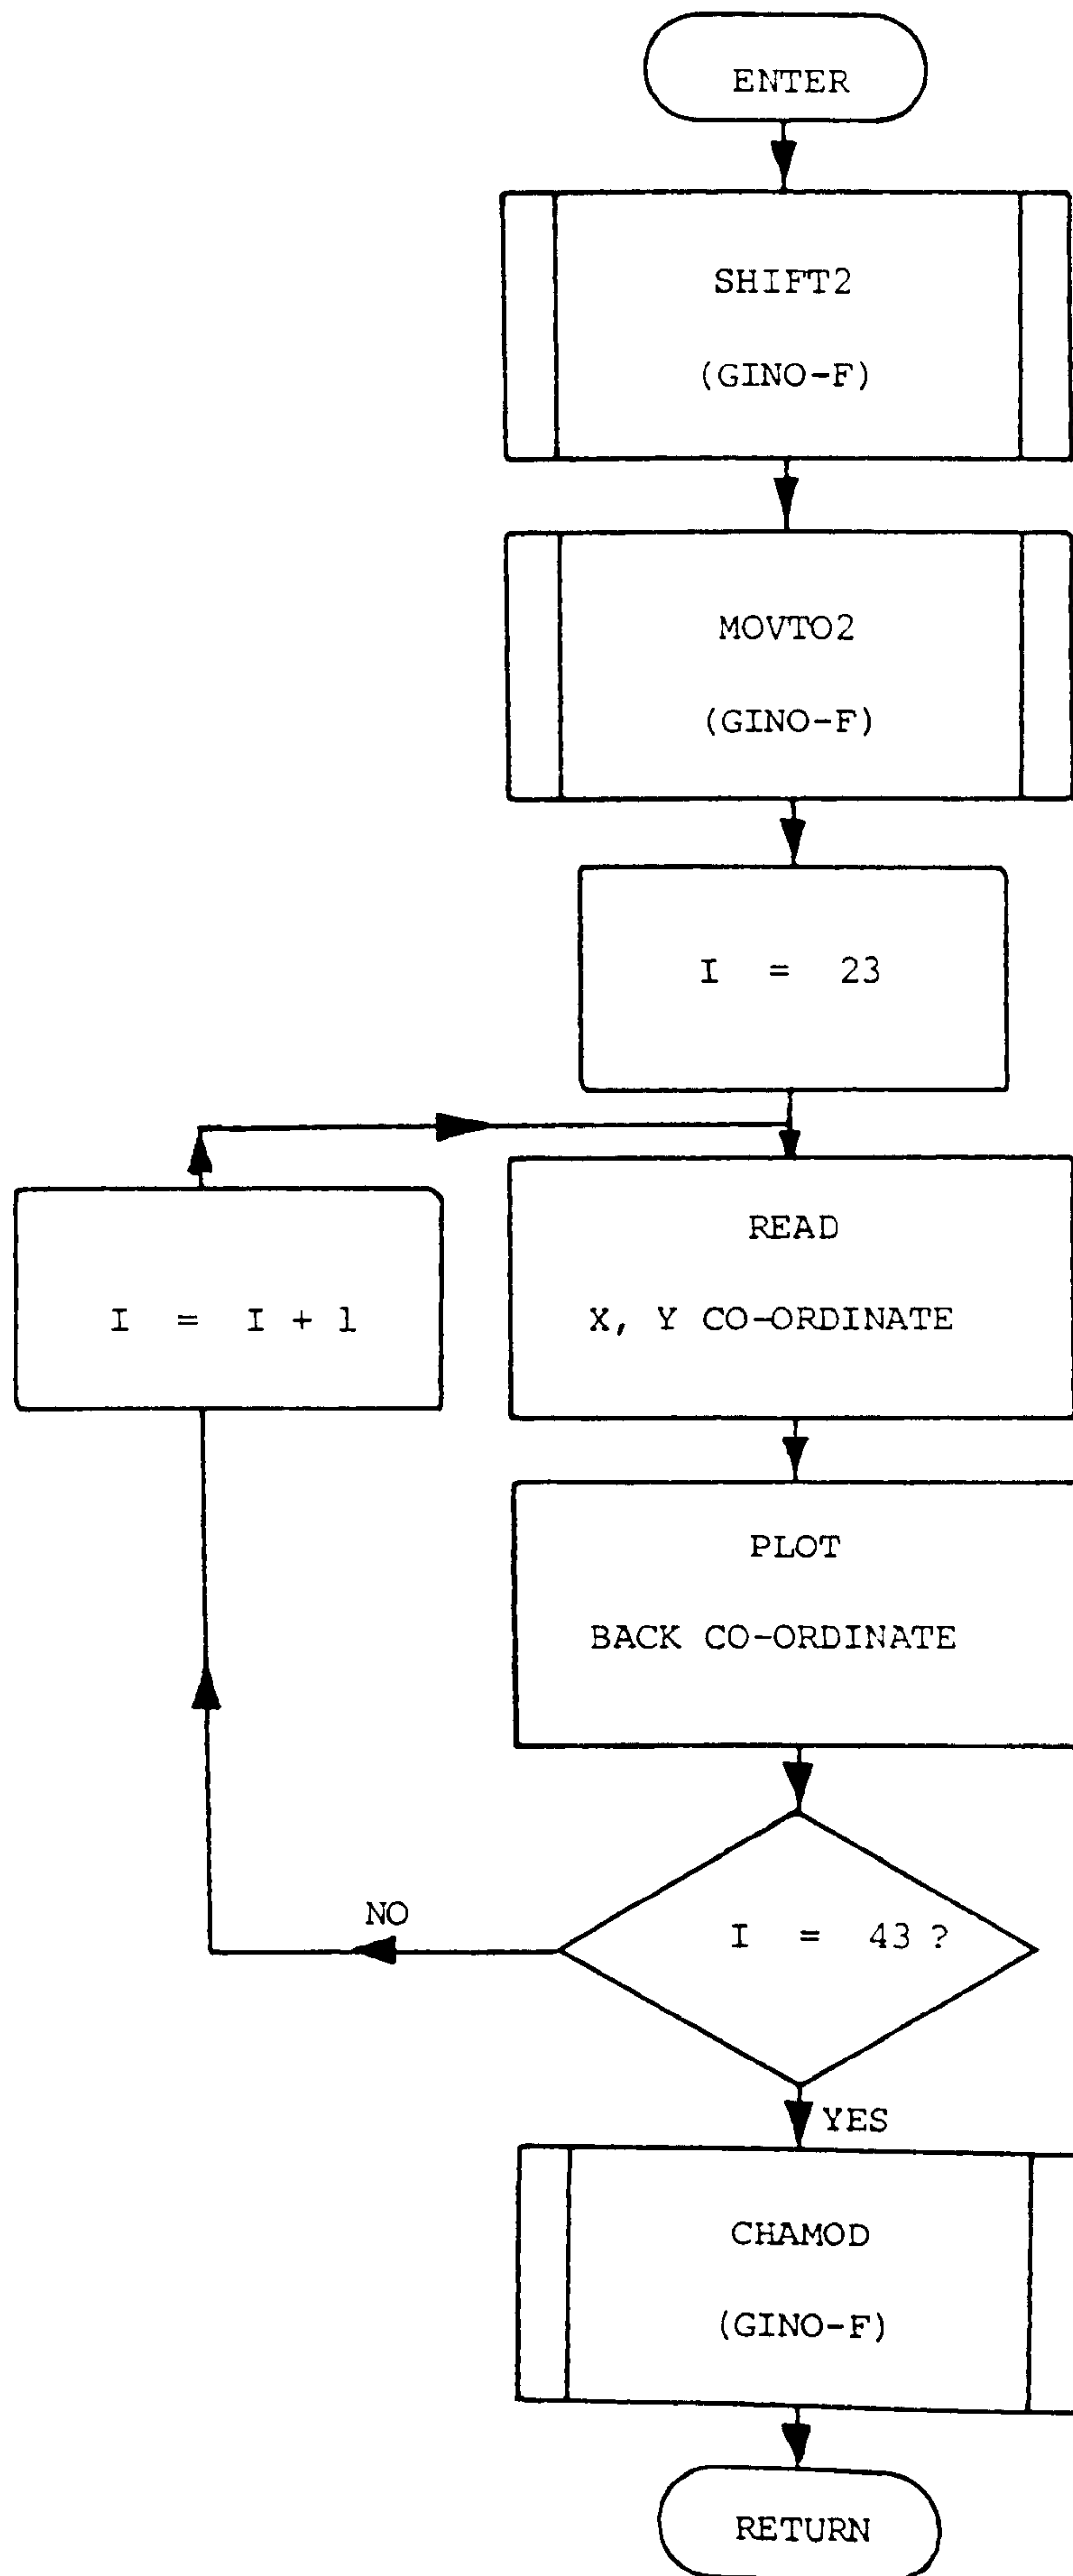 ENTER
SHIFT2
(GINO-F)
MOVTO2
(GINO-F)
I = 23
READ
X, Y CO-ORDINATE
I = I + 1
PLOT
BACK CO-ORDINATE
NO
I = 43 ?
YES
CHAMOD
(GINO-F)
RETURN